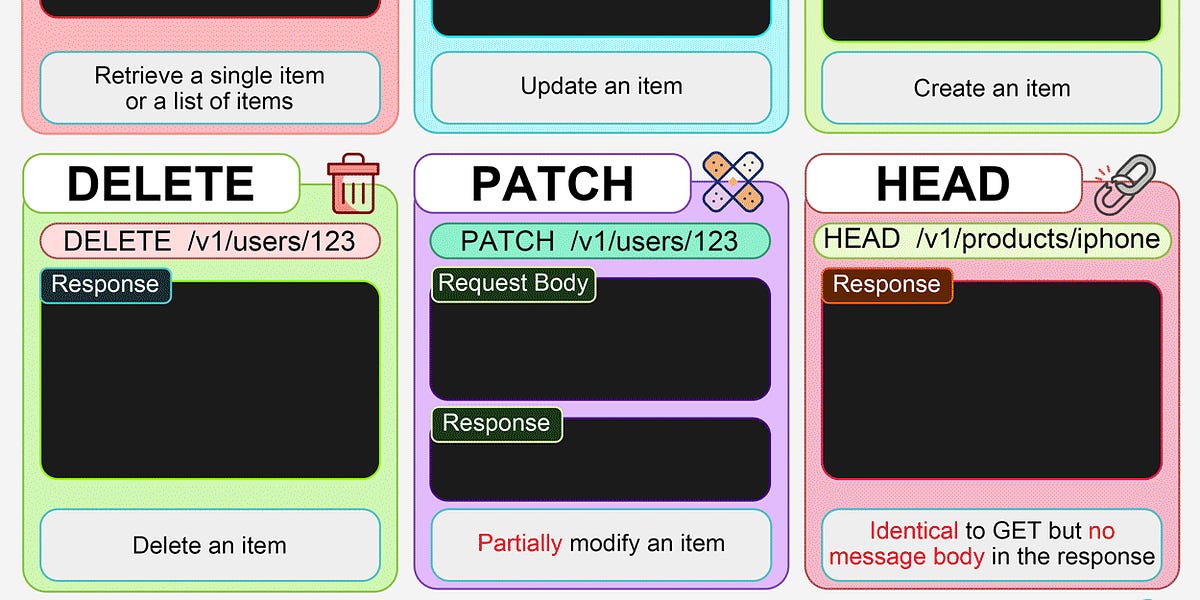 Retrieve a single item
or a list of items
Update an item
Create an item
DELETE
DELETE /v1/users/123
Response
Delete an item
PATCH
PATCH /v1/users/123
Request Body
Response
Partially modify an item
HEAD
HEAD /v1/products/iphone
Response
Identical to GET but no
message body in the response